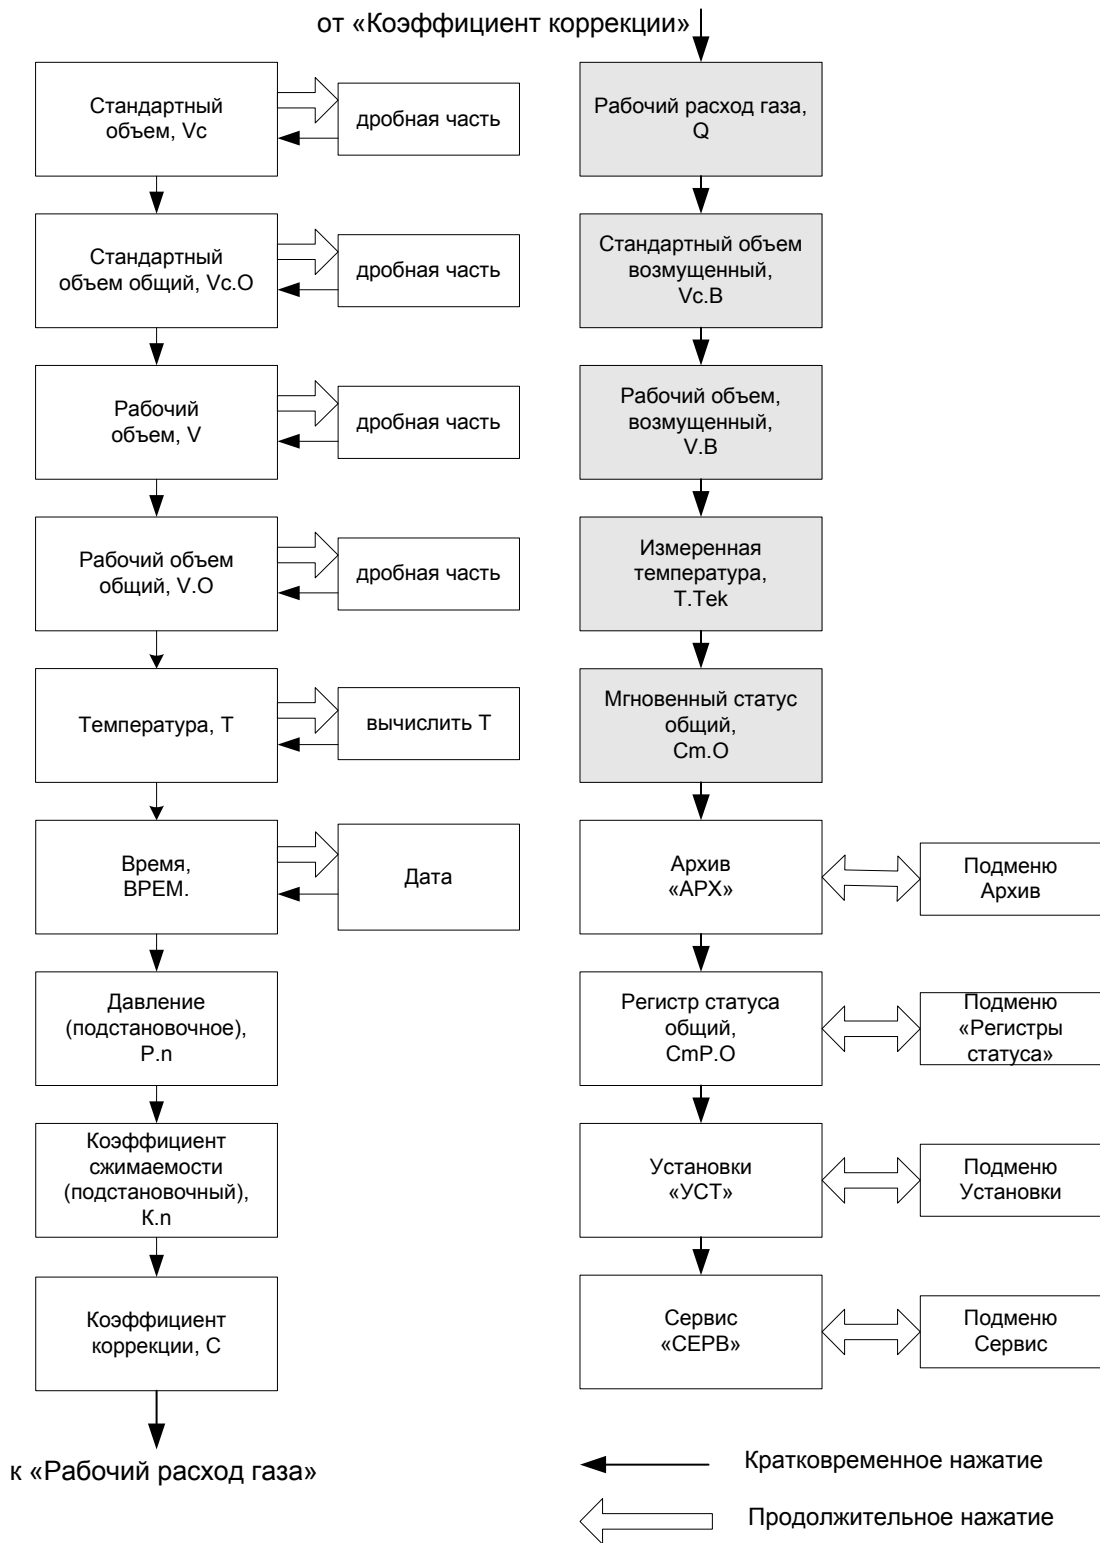 от «Коэффициент коррекции»
Стандартный
объем, Vc
дробная часть
Стандартный
объем общий, Vc.O
дробная часть
Рабочий
объем, V
дробная часть
Рабочий объем
общий, V.O
дробная часть
Температура, Т
вычислить Т
Время,
ВРЕМ.
Дата
Давление
(подстановочное),
P.n
Коэффициент
сжимаемости
(подстановочный),
К.n
Коэффициент
коррекции, С
к «Рабочий расход газа»
Рабочий расход газа,
Q
Стандартный объем
возмущенный,
Vc.B
Рабочий объем,
возмущенный,
V.B
Измеренная
температура,
T.Tek
Мгновенный статус
общий,
Cm.O
Архив
«АРХ»
Подменю
Архив
Регистр статуса
общий,
CmP.O
Подменю
«Регистры
статуса»
Установки
«УСТ»
Подменю
Установки
Сервис
«СЕРВ»
Подменю
Сервис
Кратковременное нажатие
Продолжительное нажатие